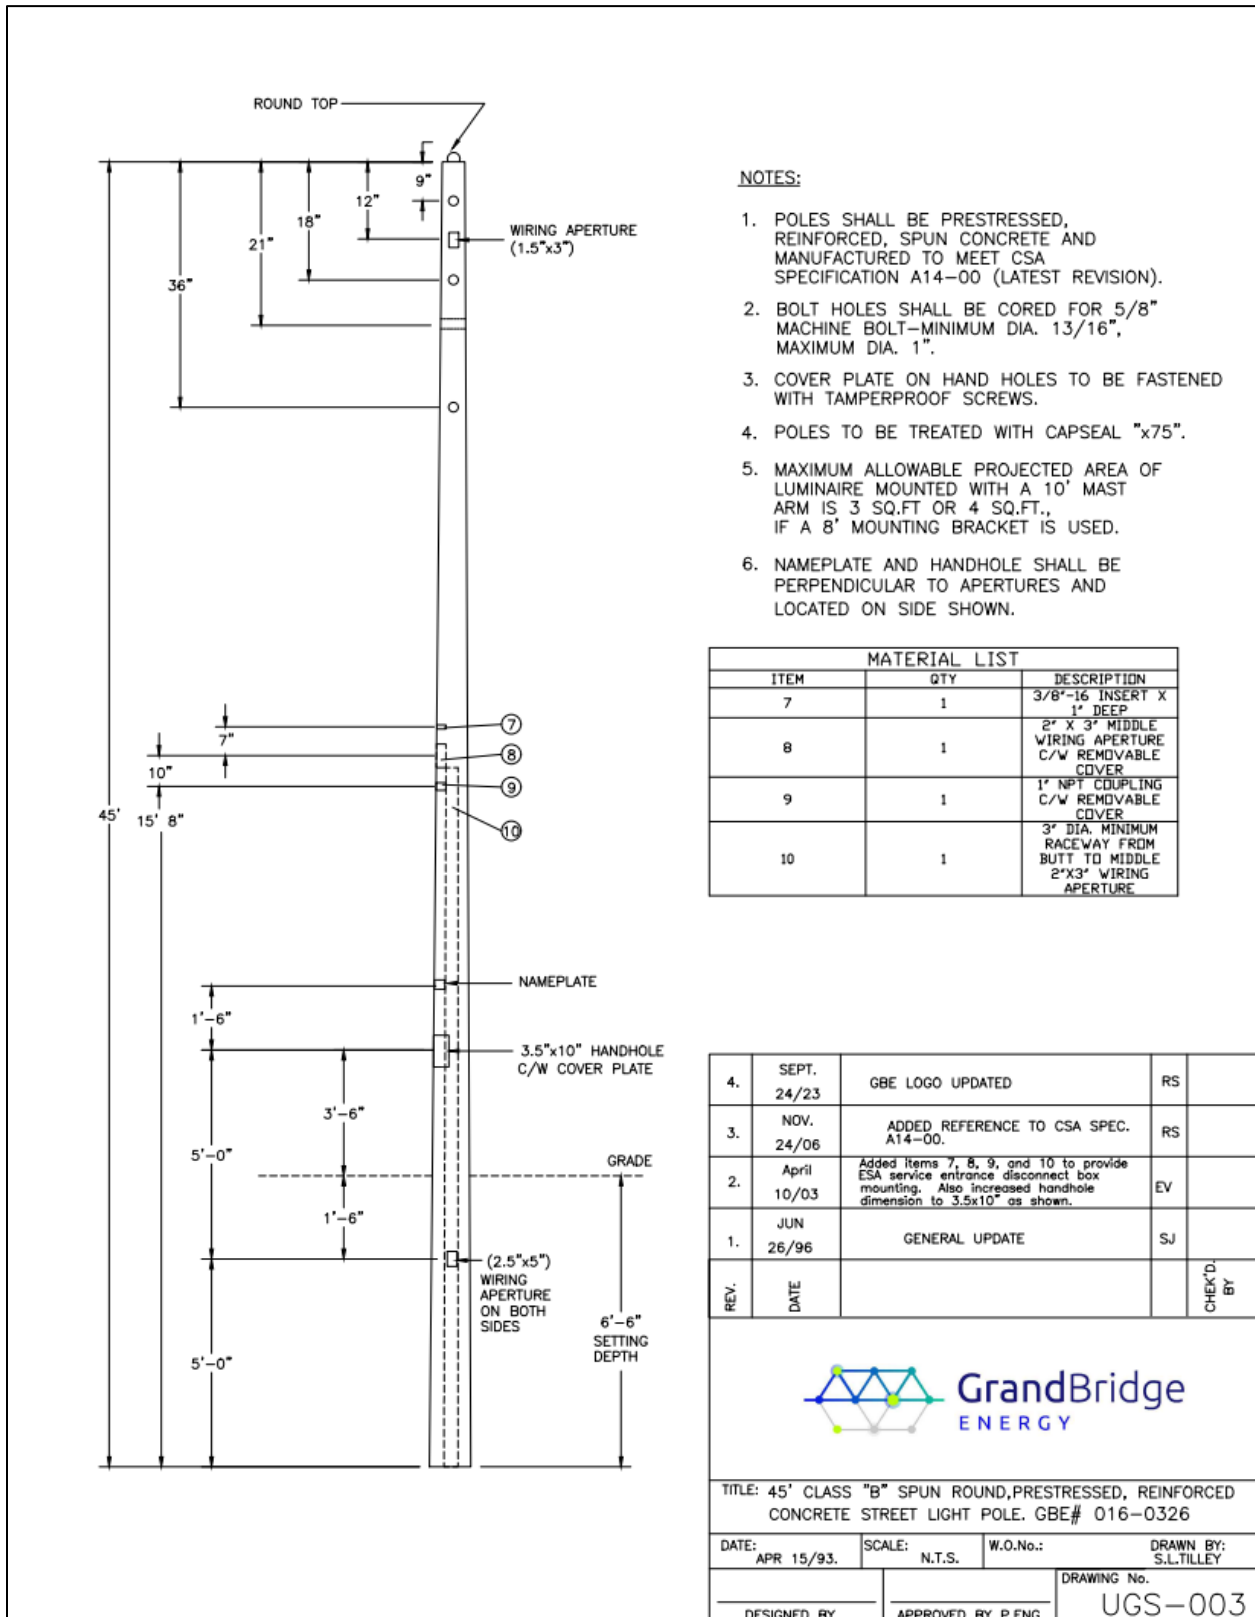 ROUND TOP
9"
12"
18"
21"
36"
WIRING APERTURE
(1.5"x3")
7"
10"
45'
15' 8"
7
8
9
10
NAMEPLATE
1'-6"
3.5"x10" HANDHOLE
C/W COVER PLATE
3'-6"
5'-0"
GRADE
1'-6"
(2.5"x5")
WIRING
APERTURE
ON BOTH
SIDES
6'-6"
SETTING
DEPTH
5'-0"
NOTES:
1. POLES SHALL BE PRESTRESSED,
REINFORCED, SPUN CONCRETE AND
MANUFACTURED TO MEET CSA
SPECIFICATION A14-00 (LATEST REVISION).
2. BOLT HOLES SHALL BE CORED FOR 5/8"
MACHINE BOLT-MINIMUM DIA. 13/16",
MAXIMUM DIA. 1".
3. COVER PLATE ON HAND HOLES TO BE FASTENED
WITH TAMPERPROOF SCREWS.
4. POLES TO BE TREATED WITH CAPSEAL "x75".
5. MAXIMUM ALLOWABLE PROJECTED AREA OF
LUMINAIRE MOUNTED WITH A 10' MAST
ARM IS 3 SQ.FT OR 4 SQ.FT.,
IF A 8' MOUNTING BRACKET IS USED.
6. NAMEPLATE AND HANDHOLE SHALL BE
PERPENDICULAR TO APERTURES AND
LOCATED ON SIDE SHOWN.
MATERIAL LIST
ITEM QTY DESCRIPTION
7 1 3/8"-16 INSERT X
1" DEEP
8 1 2" X 3" MIDDLE
WIRING APERTURE
C/W REMOVABLE
COVER
9 1 1" NPT COUPLING
C/W REMOVABLE
COVER
10 1 3" DIA. MINIMUM
RACEWAY FROM
BUTT TO MIDDLE
2"X3" WIRING
APERTURE
4. SEPT.
24/23 GBE LOGO UPDATED RS
3. NOV.
24/06 ADDED REFERENCE TO CSA SPEC.
A14-00. RS
2. April
10/03 Added items 7, 8, 9, and 10 to provide
ESA service entrance disconnect box
mounting. Also increased handhole
dimension to 3.5x10" as shown. EV
1. JUN
26/96 GENERAL UPDATE SJ
REV. DATE CHEK'D.
BY
GrandBridge
ENERGY
TITLE: 45' CLASS "B" SPUN ROUND,PRESTRESSED, REINFORCED
CONCRETE STREET LIGHT POLE. GBE# 016-0326
DATE: APR 15/93. SCALE: N.T.S. W.O.No.: DRAWN BY:
S.L.TILLEY
DRAWING No.
UGS-003
DESIGNED BY APPROVED BY P.ENG